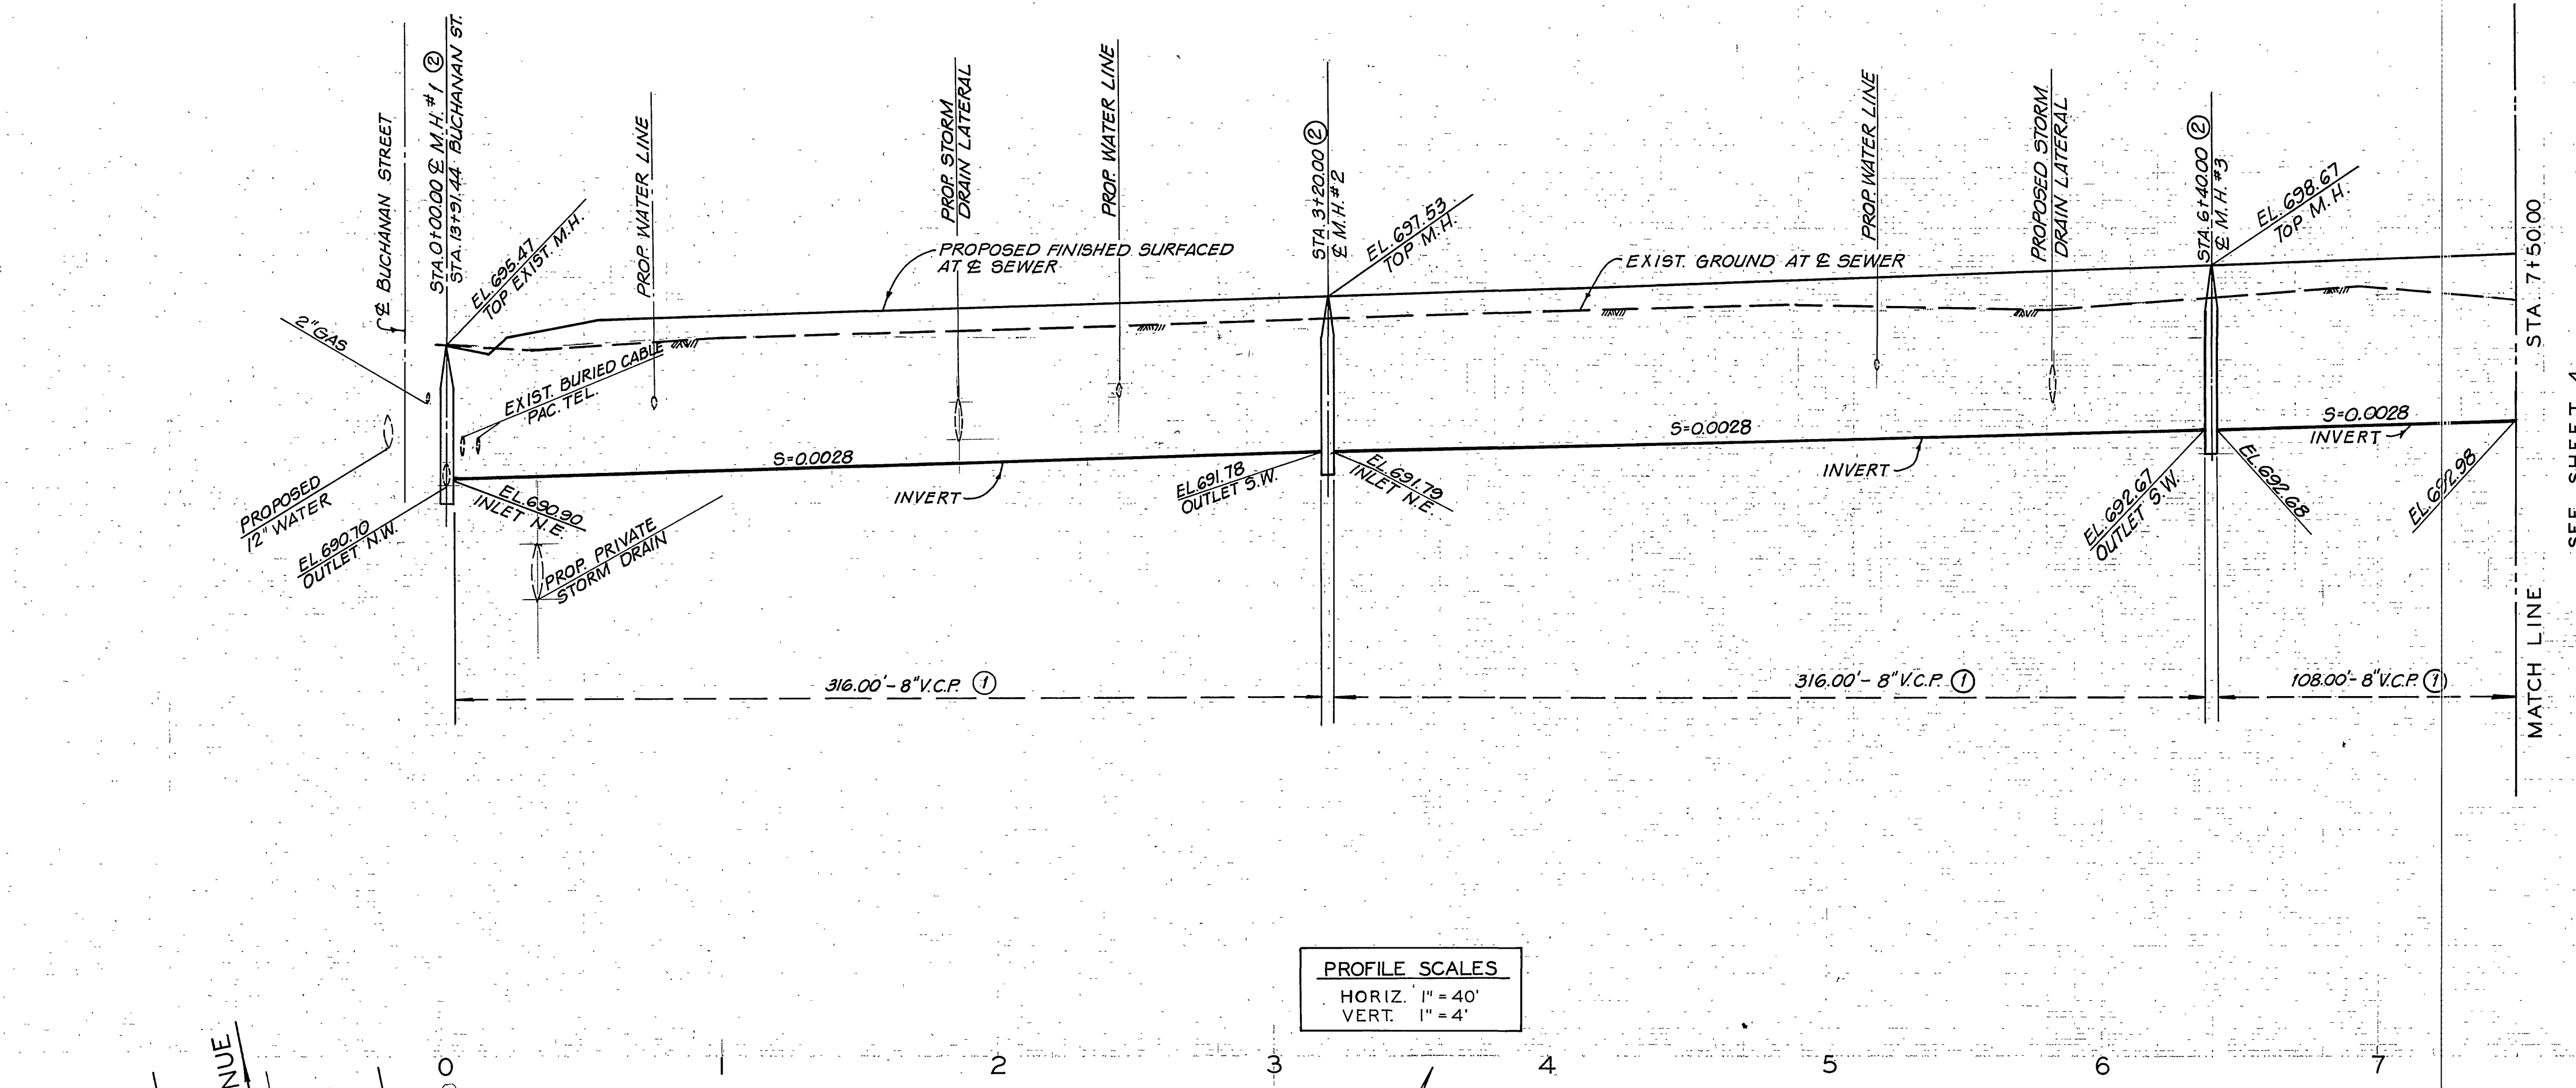 ℄ BUCHANAN STREET
STA. 0+00.00 ℄ M.H. #1 ②
STA. 13+91.44 BUCHANAN ST.
EL. 695.47
TOP EXIST. M.H.
PROP. WATER LINE
PROP. STORM
DRAIN LATERAL
PROP. WATER LINE
STA. 3+20.00 ②
℄ M.H. #2
EL. 697.53
TOP M.H.
PROP. WATER LINE
PROPOSED STORM
DRAIN LATERAL
STA. 6+40.00 ②
℄ M.H. #3
EL. 698.67
TOP M.H.
STA. 7+50.00
MATCH LINE
SEE SHEET 4
PROPOSED FINISHED SURFACED
AT ℄ SEWER
EXIST. GROUND AT ℄ SEWER
2" GAS
EXIST. BURIED CABLE
PAC. TEL.
PROPOSED
12" WATER
EL. 690.70
OUTLET N.W.
EL. 690.90
INLET N.E.
PROP. PRIVATE
STORM DRAIN
S=0.0028
INVERT
EL. 691.78
OUTLET S.W.
EL. 691.79
INLET N.E.
S=0.0028
INVERT
EL. 692.67
OUTLET S.W.
EL. 692.68
S=0.0028
INVERT
EL. 692.98
316.00' - 8" V.C.P. ①
316.00' - 8" V.C.P. ①
108.00' - 8" V.C.P. ①
PROFILE SCALES
HORIZ. 1" = 40'
VERT. 1" = 4'
0 1 2 3 4 5 6 7